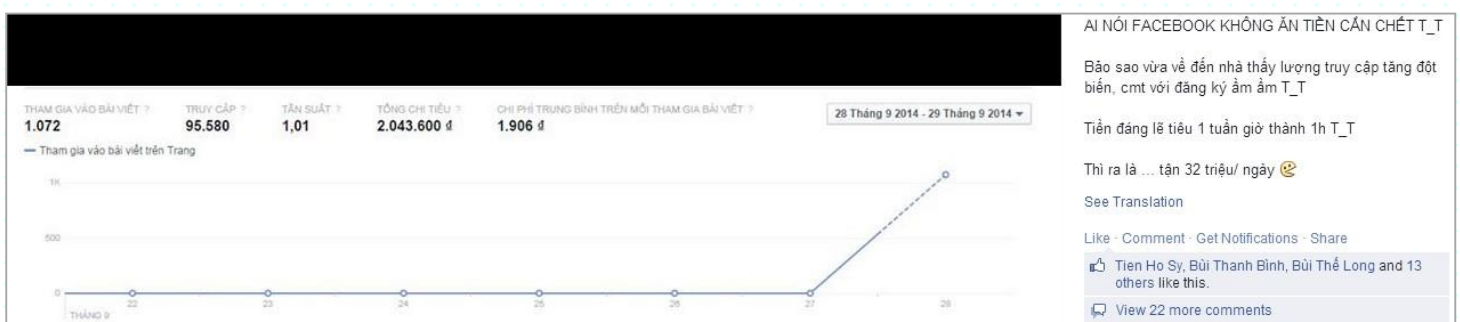 THAM GIA VÀO BÀI VIẾT ? TRUY CẬP ? TẦN SUẤT ? TỔNG CHI TIÊU ? CHI PHÍ TRUNG BÌNH TRÊN MỖI THAM GIA BÀI VIẾT ?
1.072 95.580 1,01 2.043.600 ₫ 1.906 ₫
28 Tháng 9 2014 - 29 Tháng 9 2014
Tham gia vào bài viết trên Trang
1K
500
0
22 23 24 25 26 27 28
THÁNG 9
AI NÓI FACEBOOK KHÔNG ĂN TIỀN CẮN CHẾT T_T
Bão sao vừa về đến nhà thấy lượng truy cập tăng đột
biến, cmt với đăng ký ầm ầm T_T
Tiền đáng lẽ tiêu 1 tuần giờ thành 1h T_T
Thì ra là ... tận 32 triệu/ ngày
See Translation
Like · Comment · Get Notifications · Share
Tien Ho Sy, Bùi Thanh Bình, Bùi Thế Long and 13
others like this.
View 22 more comments